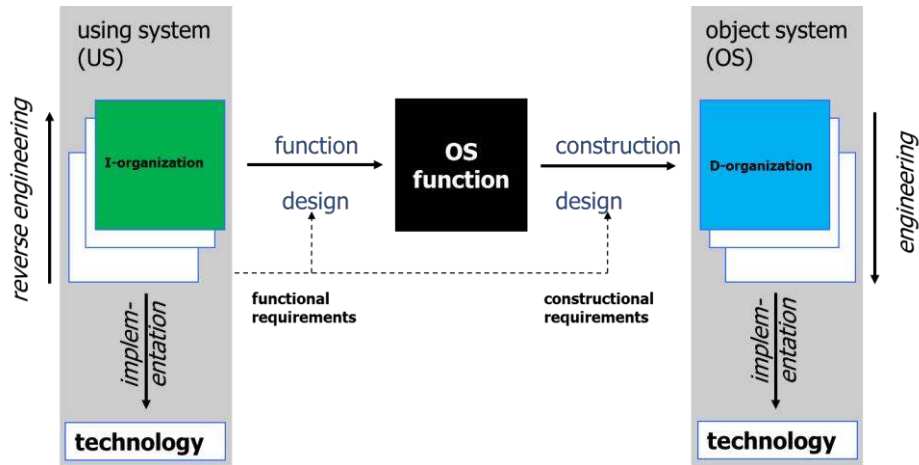 using system
(US)
reverse engineering
I-organization
implem-
entation
technology
function
design
functional
requirements
OS
function
construction
design
constructional
requirements
object system
(OS)
D-organization
engineering
implem-
entation
technology